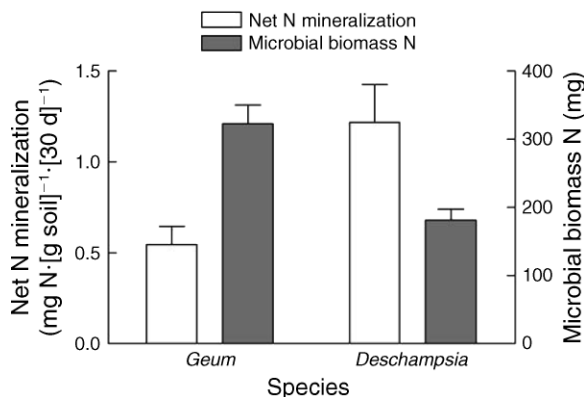 Net N mineralization
Microbial biomass N
Net N mineralization
(mg N·[g soil]⁻¹·[30 d]⁻¹)
1.5
1.0
0.5
0.0
400
300
200
100
0
Microbial biomass N (mg)
Geum
Deschampsia
Species